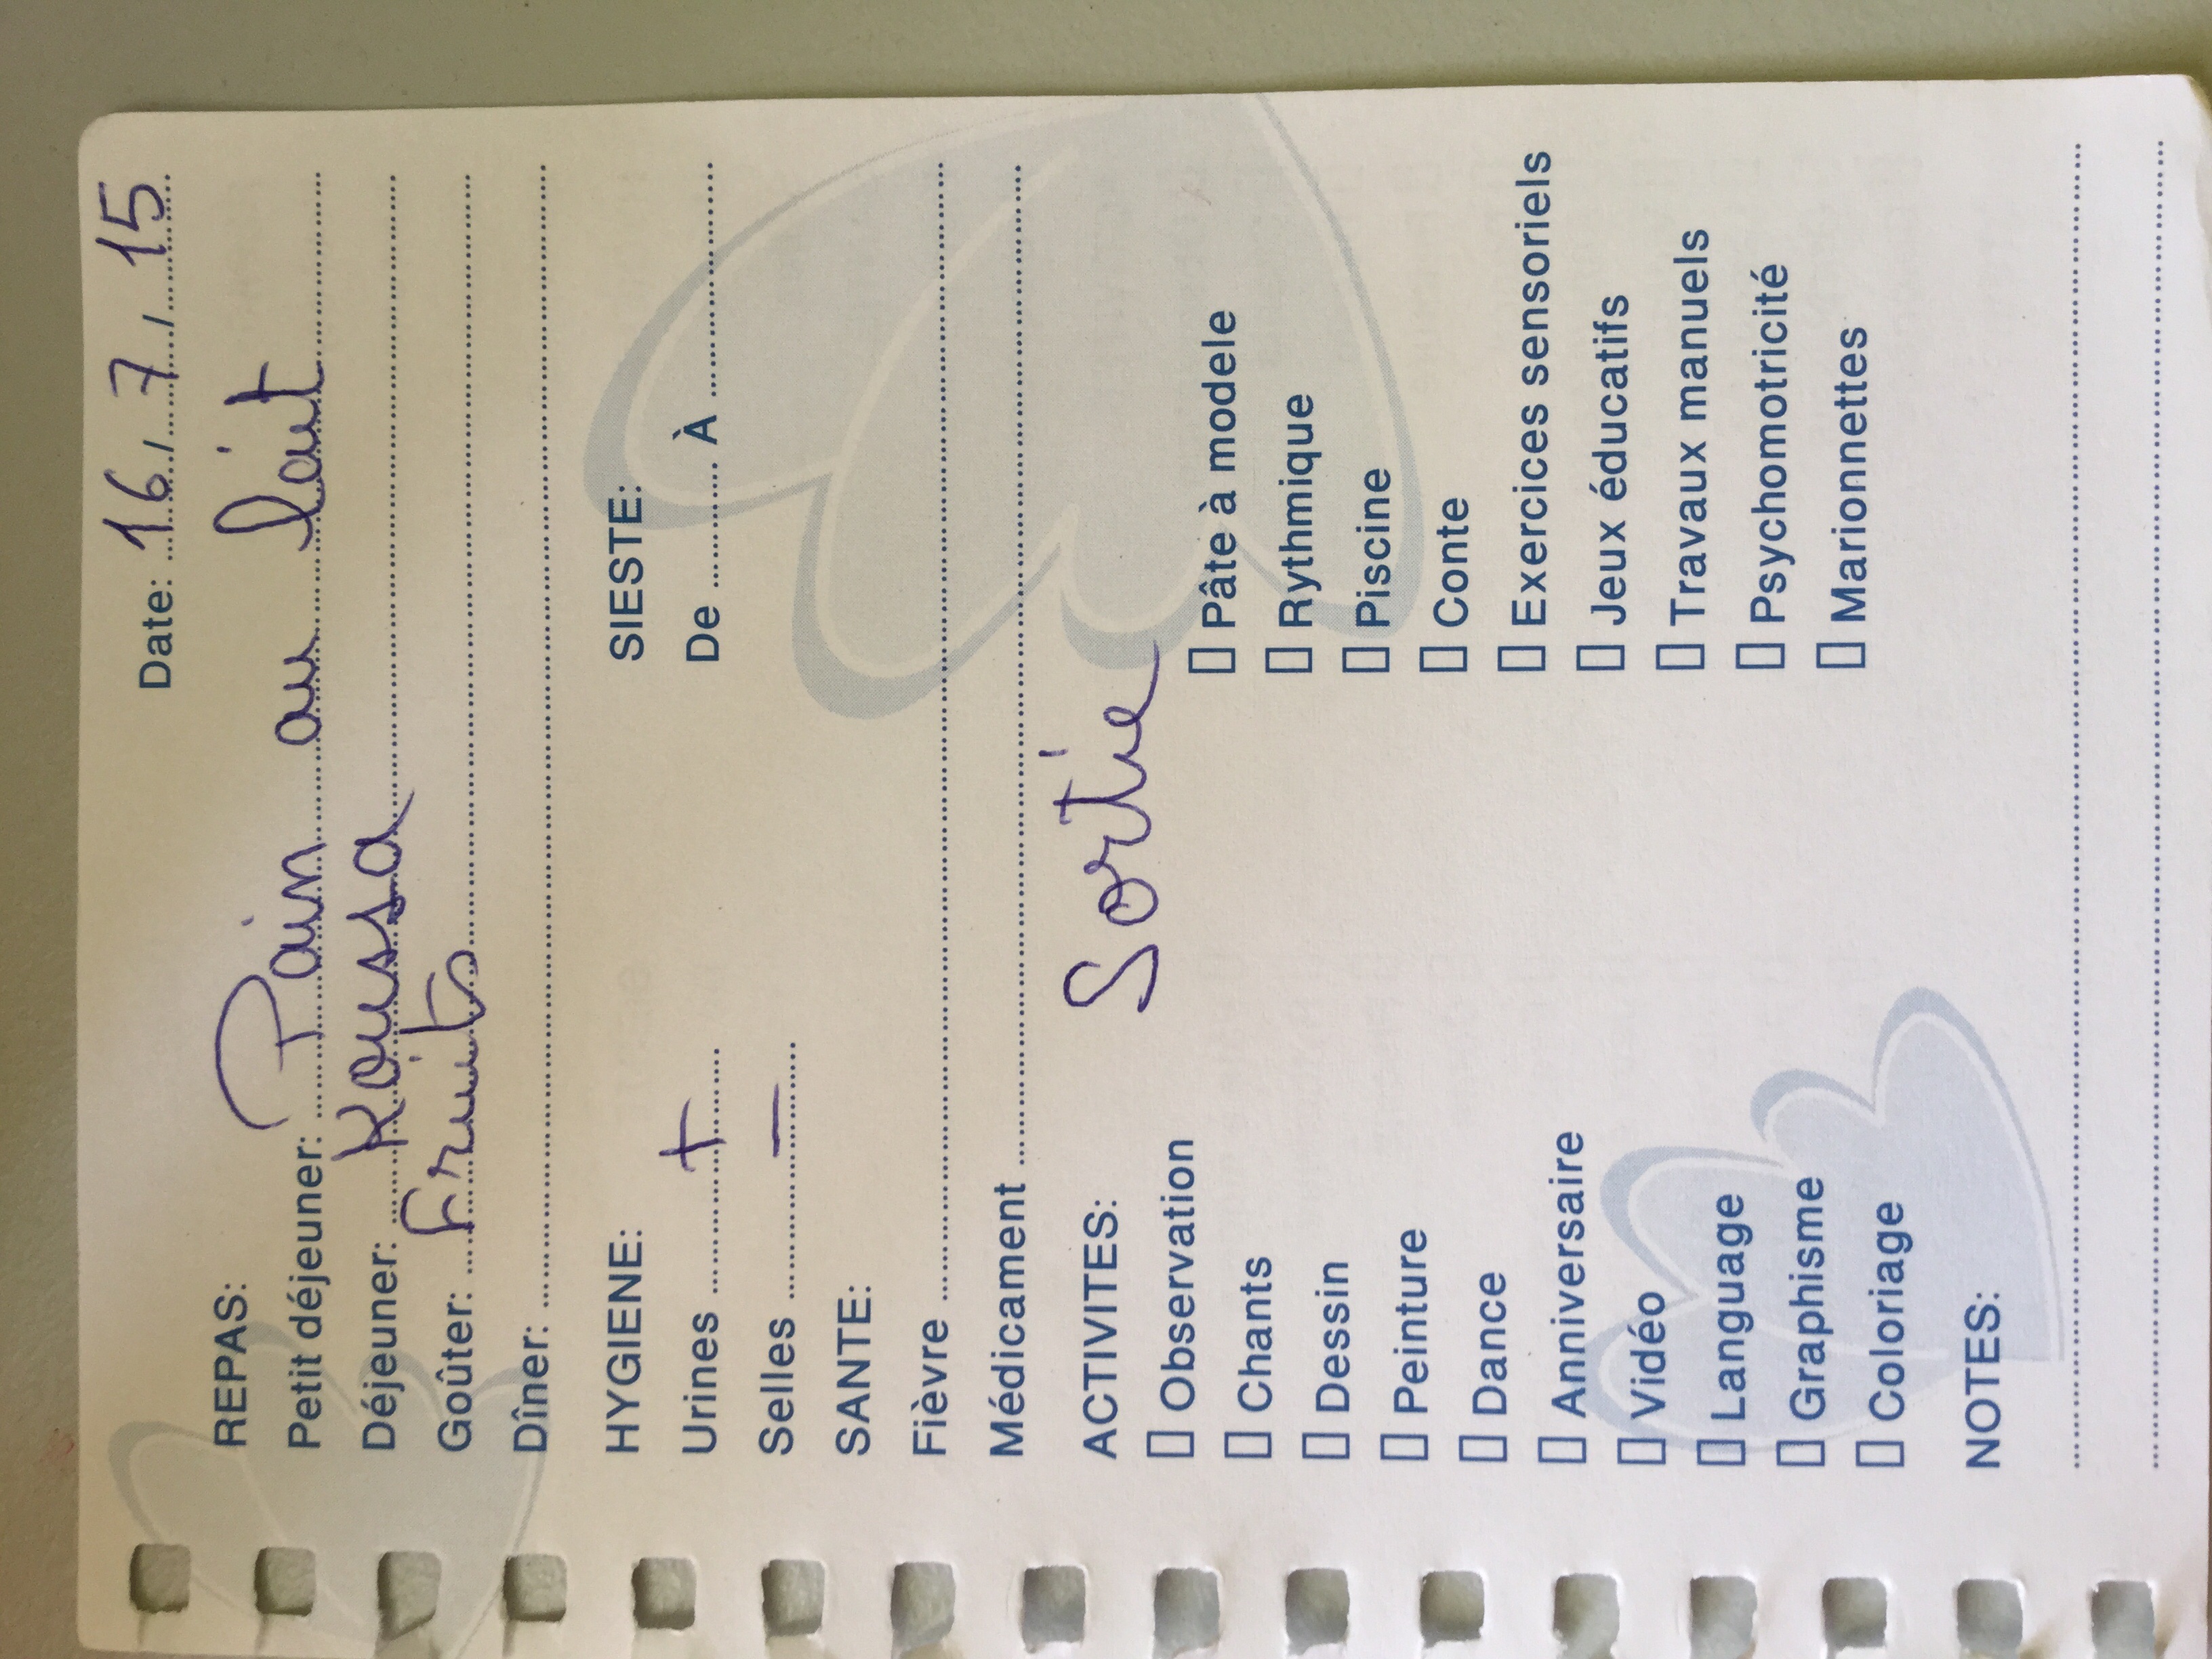 Date: 16 / 7 / 15
REPAS:
Petit déjeuner: Pain au lait
Déjeuner: Koussa
Goûter: Fruits
Dîner:
HYGIENE: SIESTE:
Urines + De À
Selles —
SANTE:
Fièvre
Médicament
ACTIVITES: Sortie
Observation
Pâte à modele
Chants
Rythmique
Dessin
Piscine
Peinture
Conte
Dance
Exercices sensoriels
Anniversaire
Jeux éducatifs
Vidéo
Travaux manuels
Language
Psychomotricité
Graphisme
Marionnettes
Coloriage
NOTES: